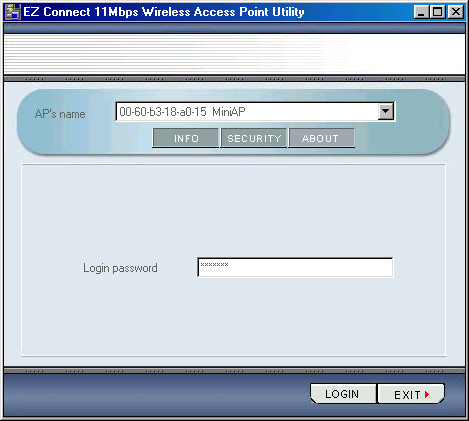 EZ Connect 11Mbps Wireless Access Point Utility
AP's name
00-60-b3-18-a0-15 MiniAP
INFO SECURITY ABOUT
Login password
×××××××
LOGIN EXIT